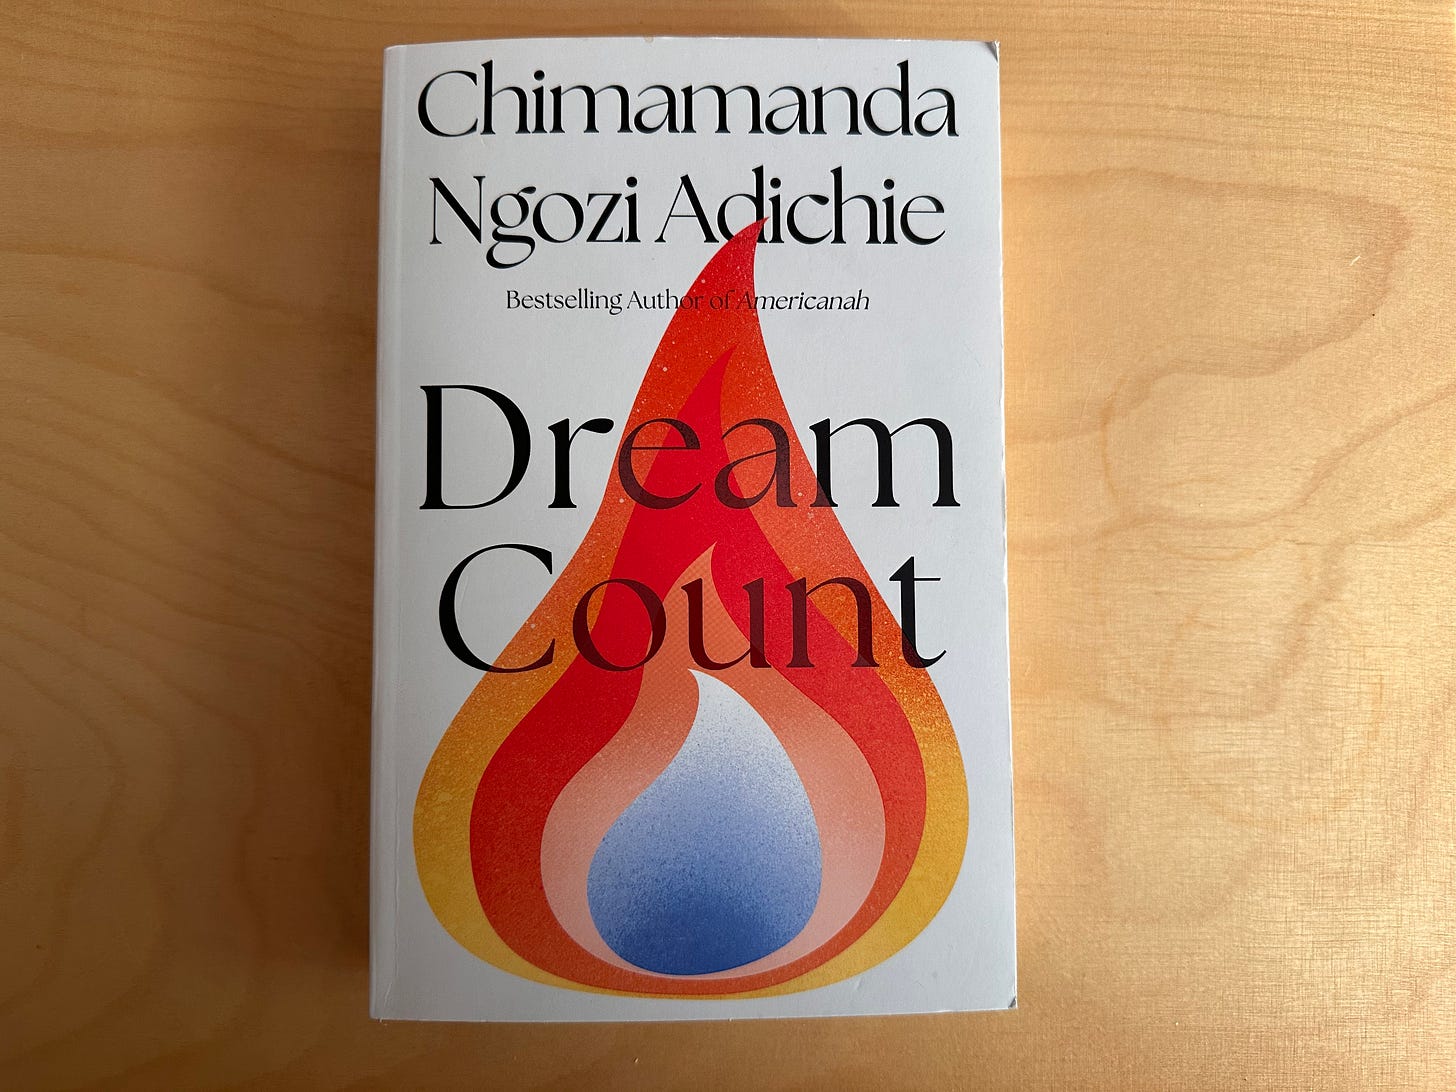 Chimamanda
Ngozi Adichie
Bestselling Author of Americanah
Dream
Count